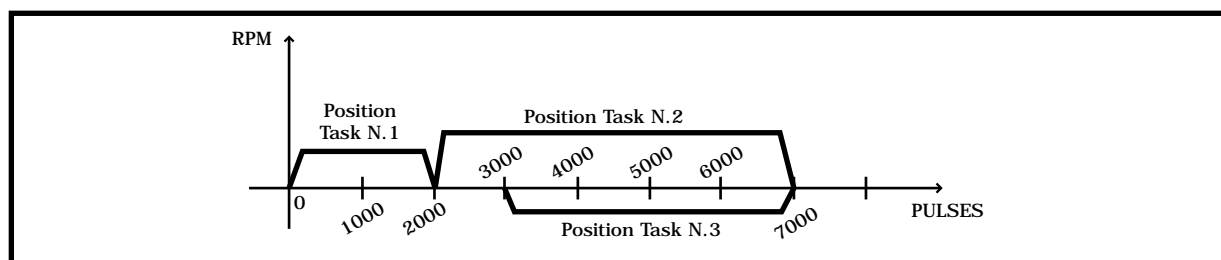 RPM
Position
Task N.1
Position Task N.2
3000
4000
5000
6000
0
1000
2000
7000
PULSES
Position Task N.3